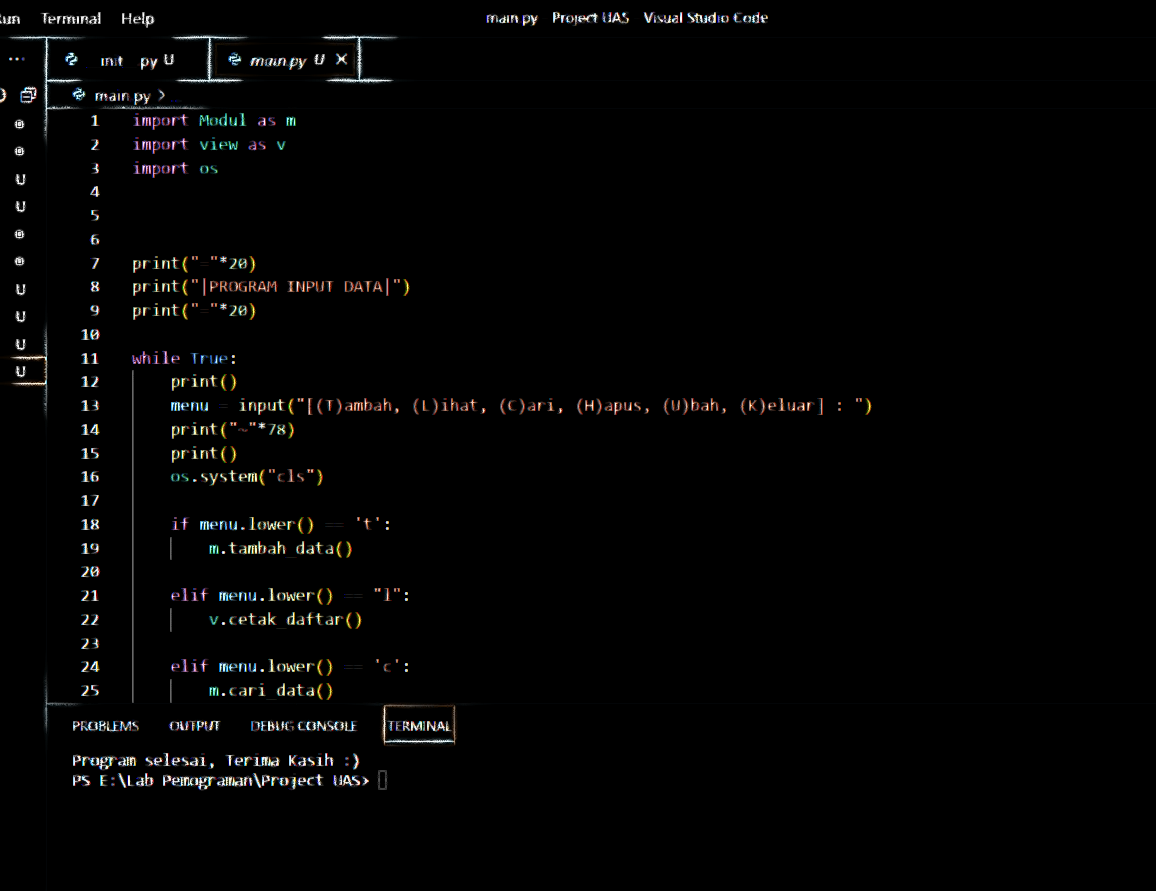 Run Terminal Help main.py Project UAS Visual Studio Code
init py U main.py U
main.py
1 import Modul as m
2 import view as v
3 import os
4
5
6
7 print("="*20)
8 print("|PROGRAM INPUT DATA|")
9 print("="*20)
10
11 while True:
12 print()
13 menu = input("[(T)ambah, (L)ihat, (C)ari, (H)apus, (U)bah, (K)eluar] : ")
14 print("~"*78)
15 print()
16 os.system("cls")
17
18 if menu.lower() == 't':
19 m.tambah_data()
20
21 elif menu.lower() == "l":
22 v.cetak_daftar()
23
24 elif menu.lower() == 'c':
25 m.cari_data()
U
U
U
U
U
U
PROBLEMS OUTPUT DEBUG CONSOLE TERMINAL
Program selesai, Terima Kasih :)
PS E:\Lab Pemograman\Project UAS>